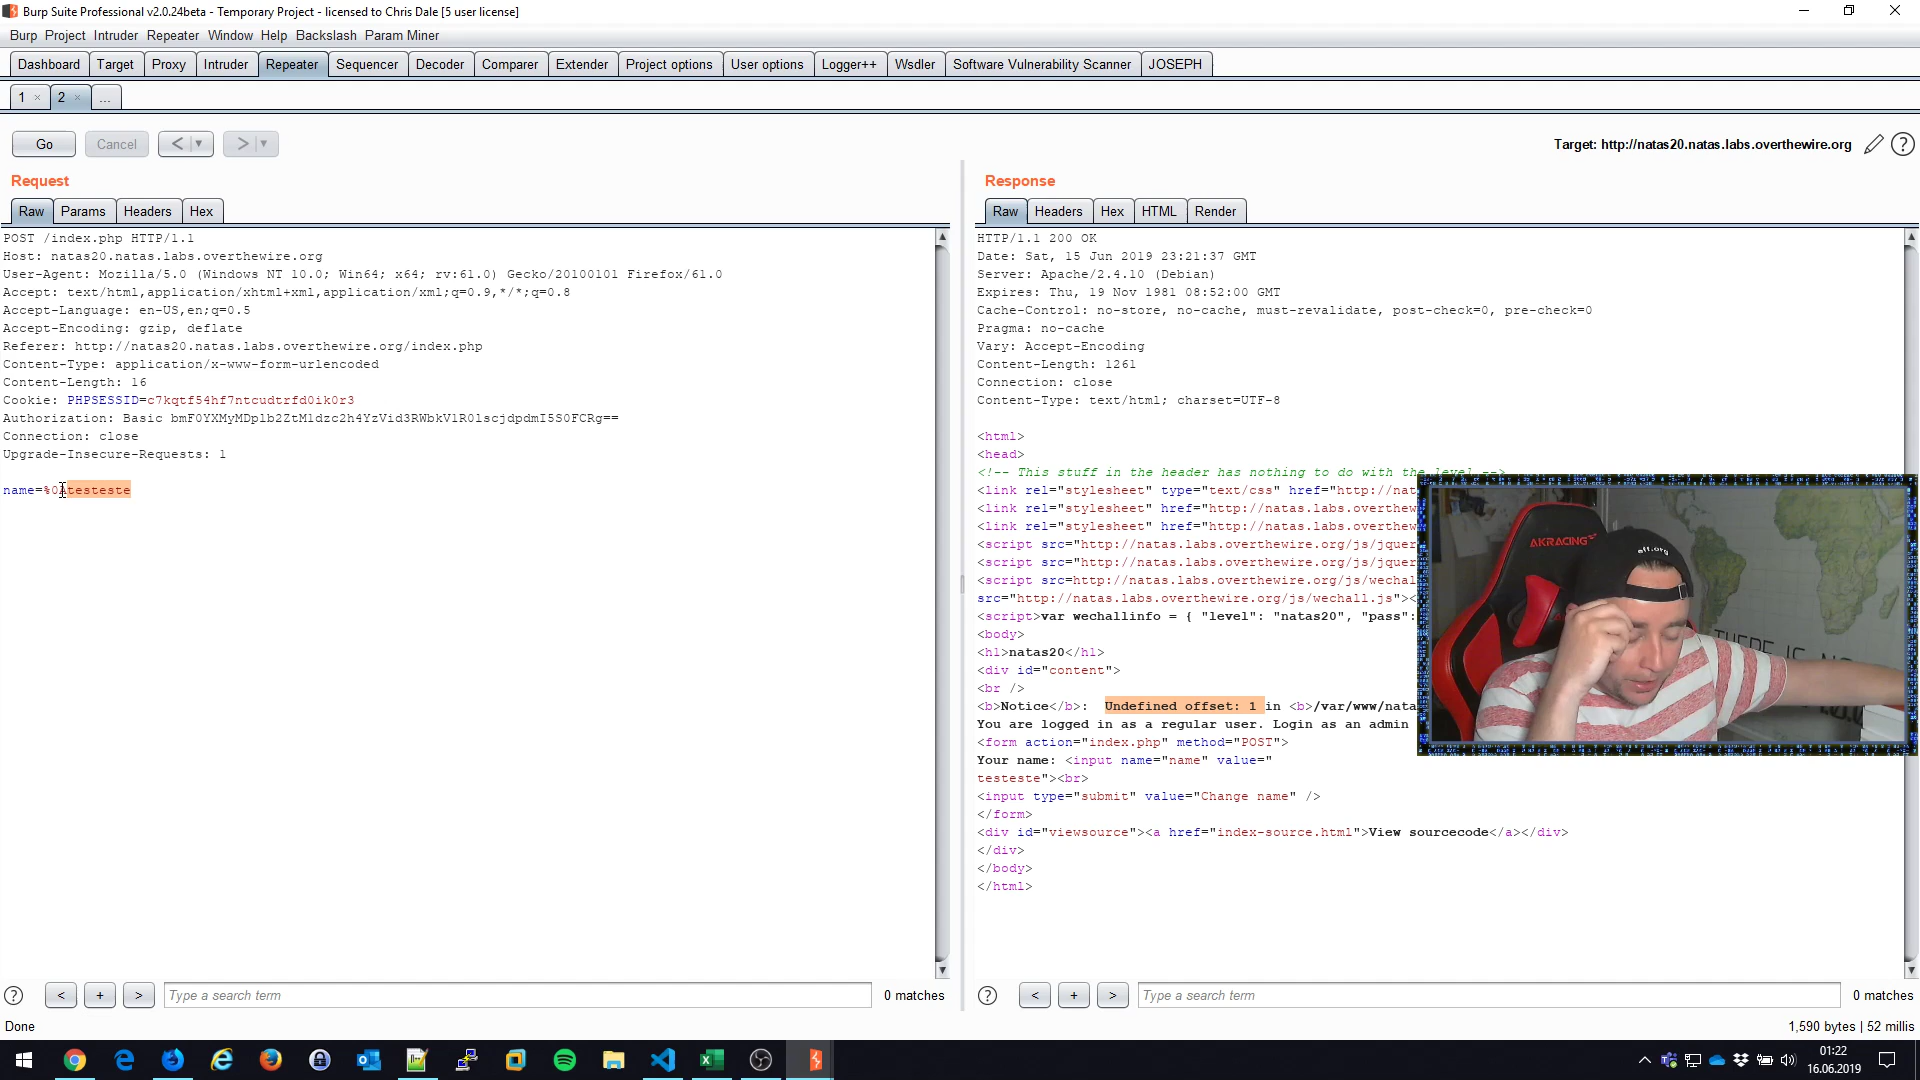 Burp Suite Professional v2.0.24beta - Temporary Project - licensed to Chris Dale [5 user license]
Burp Project Intruder Repeater Window Help Backslash Param Miner
Dashboard Target Proxy Intruder Repeater Sequencer Decoder Comparer Extender Project options User options Logger++ Wsdler Software Vulnerability Scanner JOSEPH
1 × 2 × ...
Go Cancel < >
Target: http://natas20.natas.labs.overthewire.org
Request
Raw Params Headers Hex
POST /index.php HTTP/1.1
Host: natas20.natas.labs.overthewire.org
User-Agent: Mozilla/5.0 (Windows NT 10.0; Win64; x64; rv:61.0) Gecko/20100101 Firefox/61.0
Accept: text/html,application/xhtml+xml,application/xml;q=0.9,*/*;q=0.8
Accept-Language: en-US,en;q=0.5
Accept-Encoding: gzip, deflate
Referer: http://natas20.natas.labs.overthewire.org/index.php
Content-Type: application/x-www-form-urlencoded
Content-Length: 16
Cookie: PHPSESSID=c7kqtf54hf7ntcudtrfd0ik0r3
Authorization: Basic
Connection: close
Upgrade-Insecure-Requests: 1
name=%0Atesteste
? < + > Type a search term 0 matches
Response
Raw Headers Hex HTML Render
HTTP/1.1 200 OK
Date: Sat, 15 Jun 2019 23:21:37 GMT
Server: Apache/2.4.10 (Debian)
Expires: Thu, 19 Nov 1981 08:52:00 GMT
Cache-Control: no-store, no-cache, must-revalidate, post-check=0, pre-check=0
Pragma: no-cache
Vary: Accept-Encoding
Content-Length: 1261
Connection: close
Content-Type: text/html; charset=UTF-8
<html>
<head>
<!-- This stuff in the header has nothing to do with the level -->
<link rel="stylesheet" type="text/css" href="http://nat
<link rel="stylesheet" href="http://natas.labs.overthew
<link rel="stylesheet" href="http://natas.labs.overthew
<script src="http://natas.labs.overthewire.org/js/jquer
<script src="http://natas.labs.overthewire.org/js/jquer
<script src=http://natas.labs.overthewire.org/js/wechal
src="http://natas.labs.overthewire.org/js/wechall.js"><
<script>var wechallinfo = { "level": "natas20", "pass":
<body>
<h1>natas20</h1>
<div id="content">
<br />
<b>Notice</b>: Undefined offset: 1 in <b>/var/www/nata
You are logged in as a regular user. Login as an admin
<form action="index.php" method="POST">
Your name: <input name="name" value="
testeste"><br>
<input type="submit" value="Change name" />
</form>
<div id="viewsource"><a href="index-source.html">View sourcecode</a></div>
</div>
</body>
</html>
AKRACING
eff.org
THERE IS NO
? < + > Type a search term 0 matches
Done
1,590 bytes | 52 millis
01:22
16.06.2019